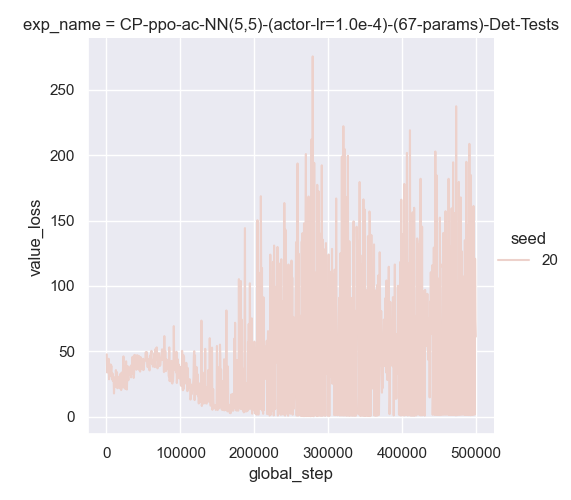 exp_name = CP-ppo-ac-NN(5,5)-(actor-lr=1.0e-4)-(67-params)-Det-Tests
250
200
150
100
50
0
value_loss
0 100000 200000 300000 400000 500000
global_step
seed
20